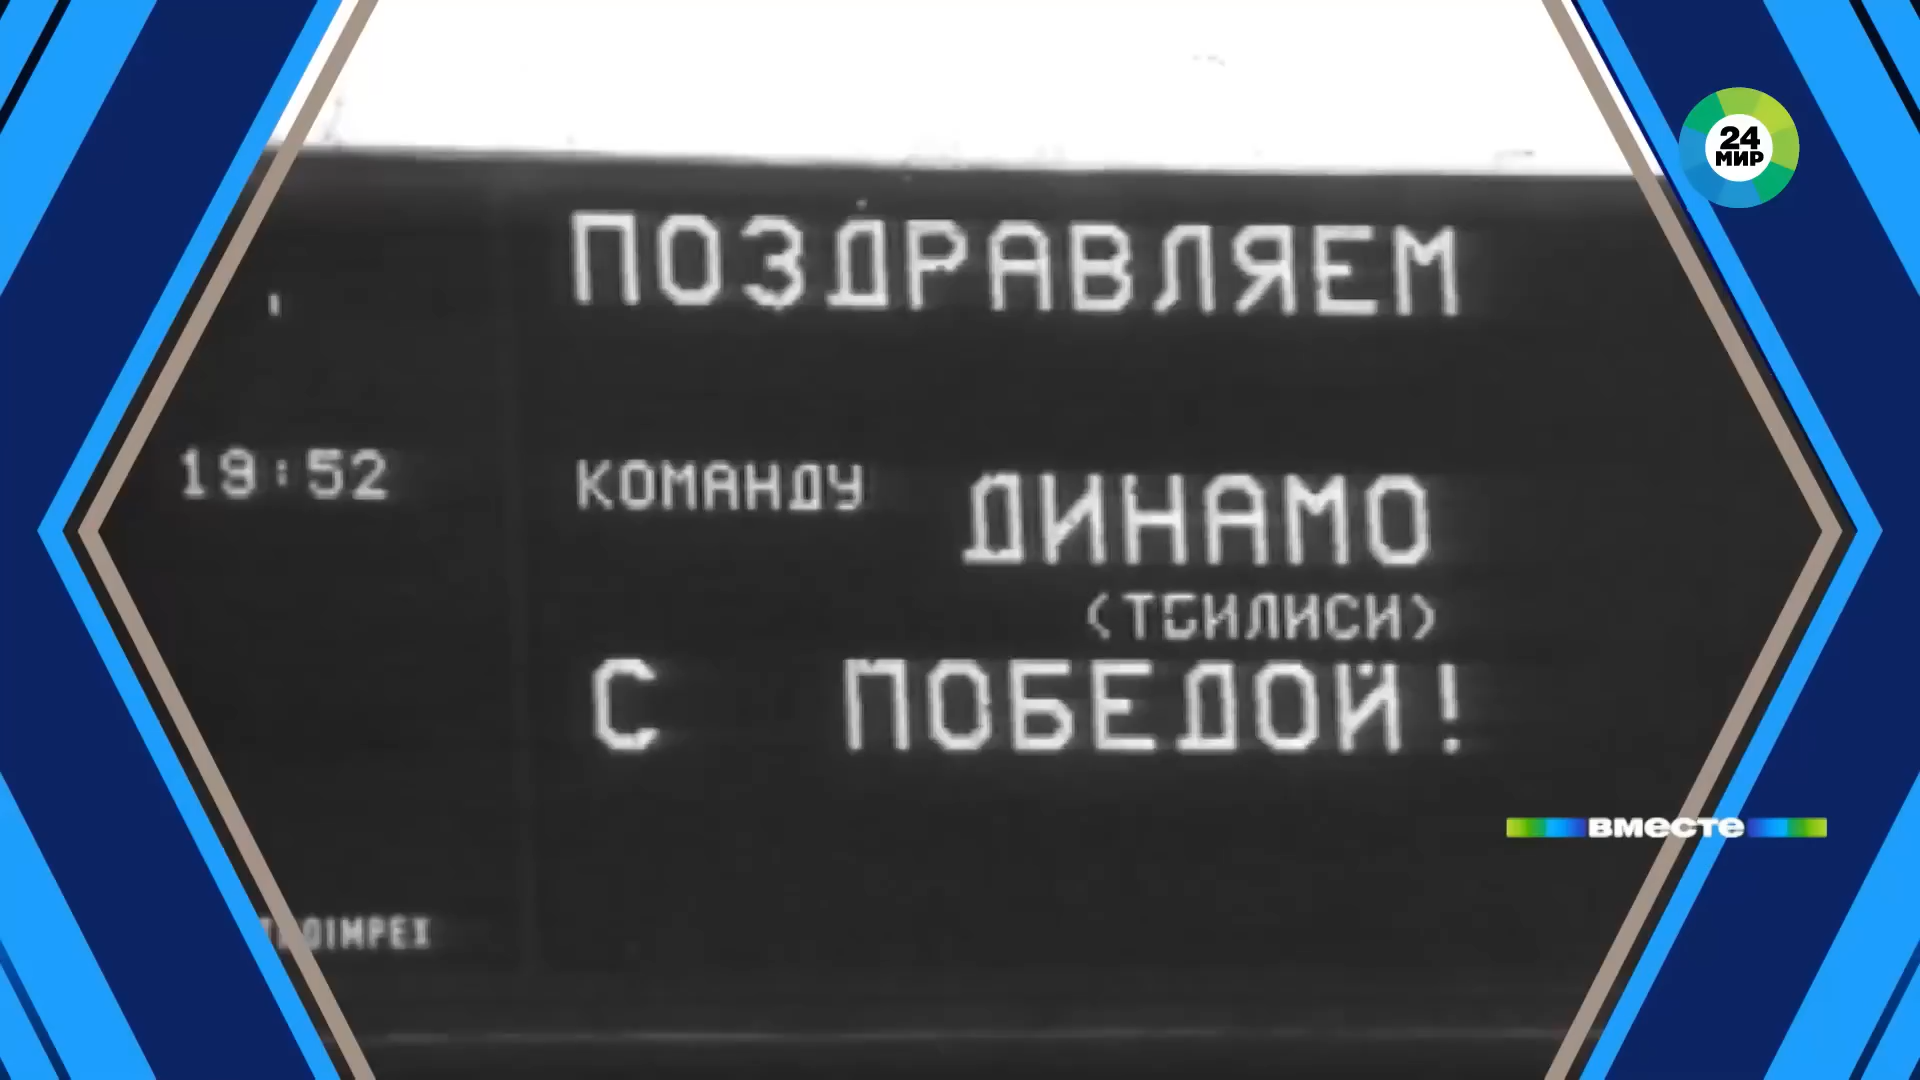 24
МИР
ПОЗДРАВЛЯЕМ
19:52
КОМАНДУ ДИНАМО
(ТБИЛИСИ)
С ПОБЕДОЙ!
ВМЕСТЕ